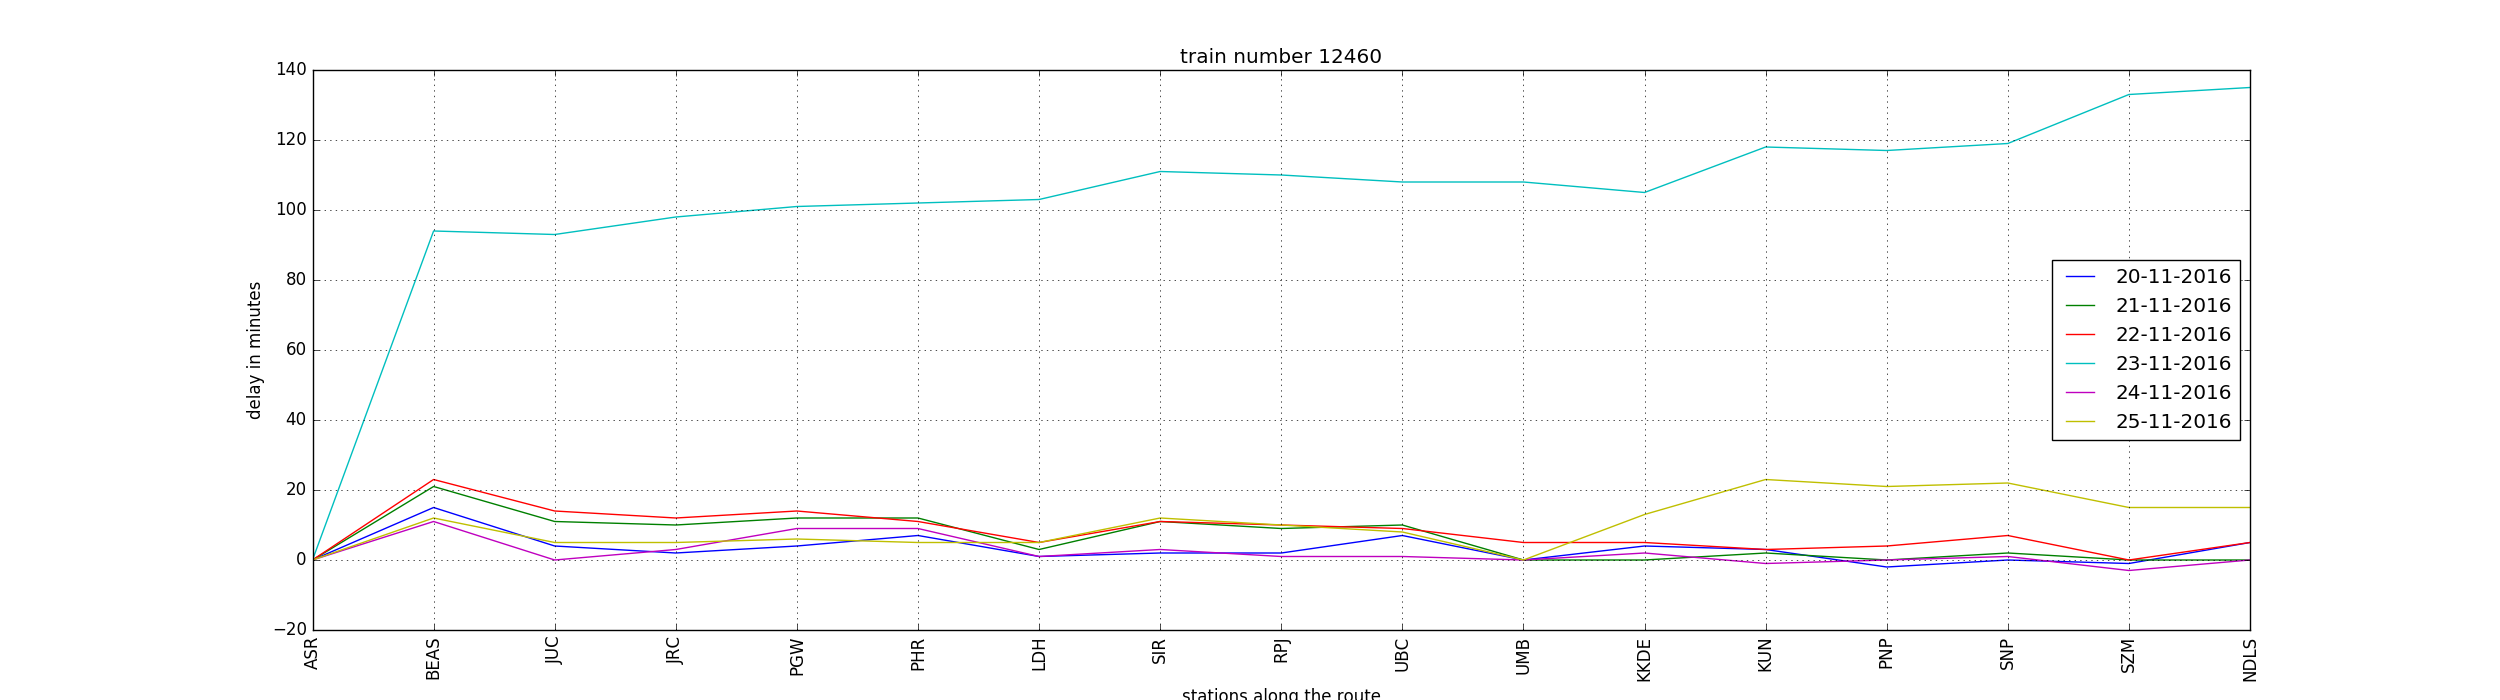 train number 12460
140
120
100
80
60
40
20
0
−20
delay in minutes
20-11-2016
21-11-2016
22-11-2016
23-11-2016
24-11-2016
25-11-2016
ASR
BEAS
JUC
JRC
PGW
PHR
LDH
SIR
RPJ
UBC
UMB
KKDE
KUN
PNP
SNP
SZM
NDLS
stations along the route